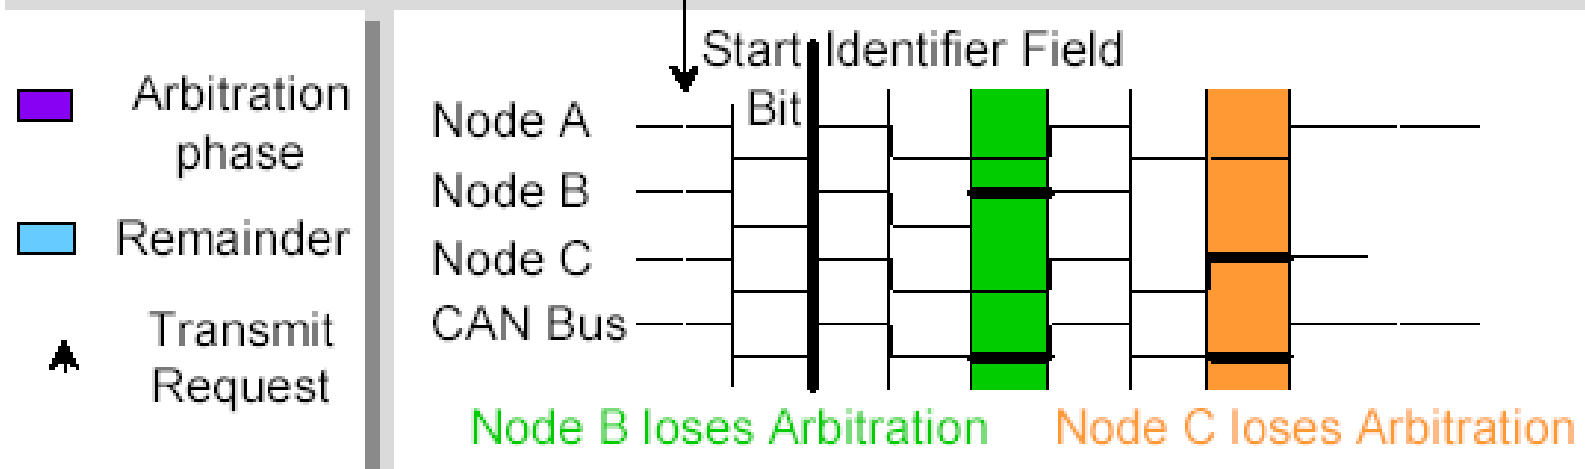 Arbitration
phase
Remainder
Transmit
Request
Start Identifier Field
Bit
Node A
Node B
Node C
CAN Bus
Node B loses Arbitration
Node C loses Arbitration